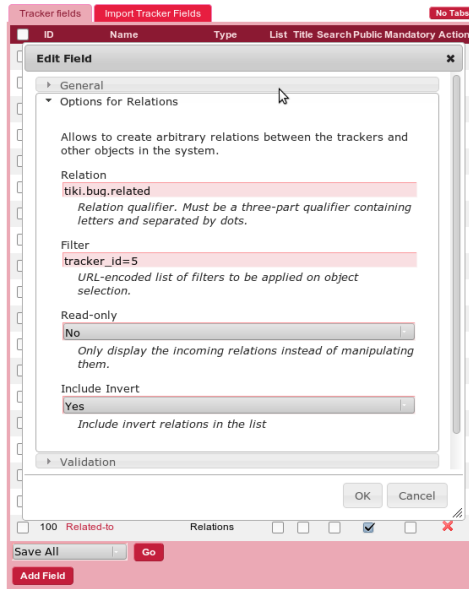 Tracker fields Import Tracker Fields No Tabs
ID Name Type List Title Search Public Mandatory Action
Edit Field
General
Options for Relations
Allows to create arbitrary relations between the trackers and
other objects in the system.
Relation
tiki.bug.related
Relation qualifier. Must be a three-part qualifier containing
letters and separated by dots.
Filter
tracker_id=5
URL-encoded list of filters to be applied on object
selection.
Read-only
No
Only display the incoming relations instead of manipulating
them.
Include Invert
Yes
Include invert relations in the list
Validation
OK Cancel
100 Related-to Relations
Save All Go
Add Field